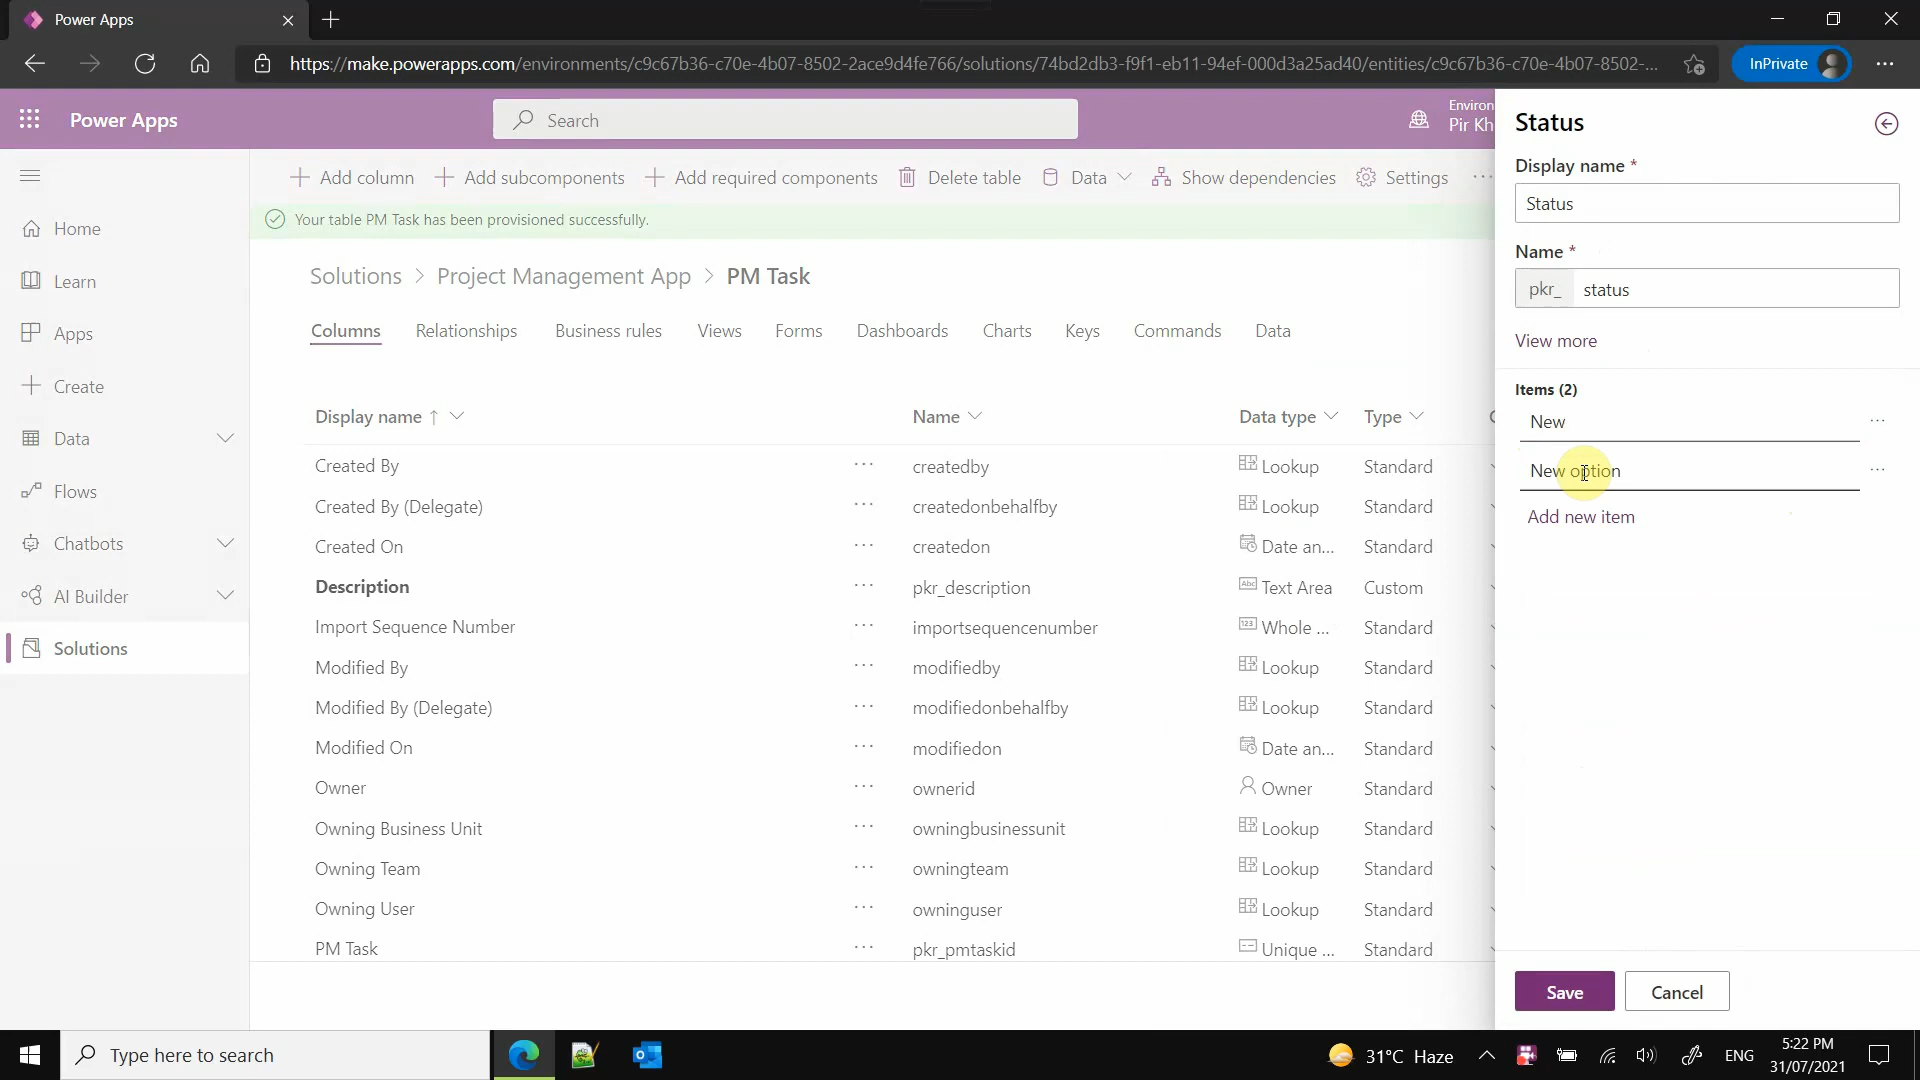 Power Apps
https://make.powerapps.com/environments/c9c67b36-c70e-4b07-8502-2ace9d4fe766/solutions/74bd2db3-f9f1-eb11-94ef-000d3a25ad40/entities/c9c67b36-c70e-4b07-8502-...
InPrivate
Power Apps
Search
Environ
Pir Kh
Add column
Add subcomponents
Add required components
Delete table
Data
Show dependencies
Settings
Your table PM Task has been provisioned successfully.
Home
Learn
Apps
Create
Data
Flows
Chatbots
AI Builder
Solutions
Solutions > Project Management App > PM Task
Columns Relationships Business rules Views Forms Dashboards Charts Keys Commands Data
Display name Name Data type Type
Created By createdby Lookup Standard
Created By (Delegate) createdonbehalfby Lookup Standard
Created On createdon Date an... Standard
Description pkr_description Abc Text Area Custom
Import Sequence Number importsequencenumber 123 Whole ... Standard
Modified By modifiedby Lookup Standard
Modified By (Delegate) modifiedonbehalfby Lookup Standard
Modified On modifiedon Date an... Standard
Owner ownerid Owner Standard
Owning Business Unit owningbusinessunit Lookup Standard
Owning Team owningteam Lookup Standard
Owning User owninguser Lookup Standard
PM Task pkr_pmtaskid Unique ... Standard
Status
Display name *
Status
Name *
pkr_ status
View more
Items (2)
New
New option
Add new item
Save Cancel
Type here to search
31°C Haze
ENG
5:22 PM
31/07/2021